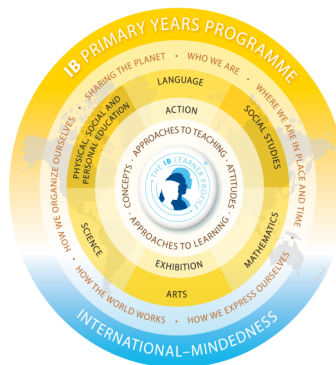 IB PRIMARY YEARS PROGRAMME
SHARING THE PLANET • WHO WE ARE • WHERE WE ARE IN PLACE AND TIME • HOW WE EXPRESS OURSELVES • HOW THE WORLD WORKS • HOW WE ORGANIZE OURSELVES •
LANGUAGE
PHYSICAL, SOCIAL AND
PERSONAL EDUCATION
SOCIAL STUDIES
ACTION
APPROACHES TO TEACHING • ATTITUDES • APPROACHES TO LEARNING • CONCEPTS •
THE IB LEARNER PROFILE
SCIENCE
MATHEMATICS
EXHIBITION
ARTS
INTERNATIONAL–MINDEDNESS